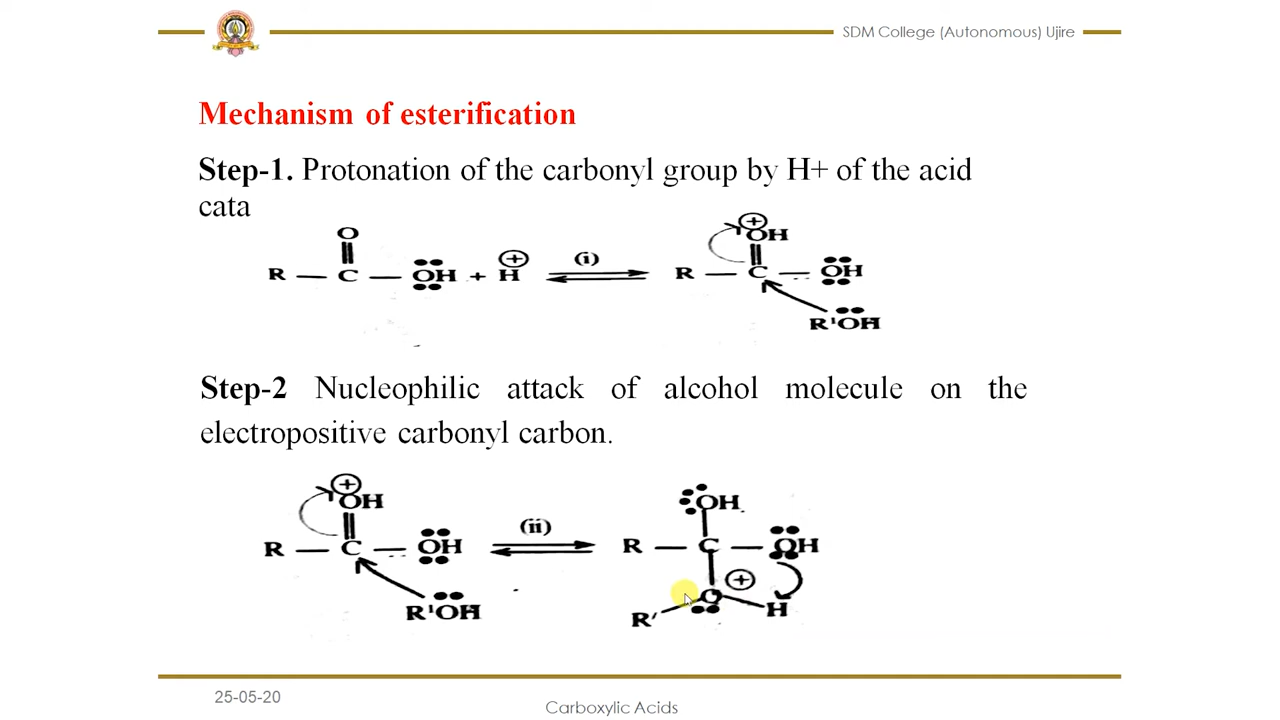 SDM College (Autonomous) Ujire
Mechanism of esterification
Step-1. Protonation of the carbonyl group by H+ of the acid
cata
O
R — C — OH + H
(i)
OH
R — C — OH
R'OH
Step-2 Nucleophilic attack of alcohol molecule on the
electropositive carbonyl carbon.
OH
R — C — OH
R'OH
(ii)
OH
R — C — OH
O
R' H
25-05-20
Carboxylic Acids